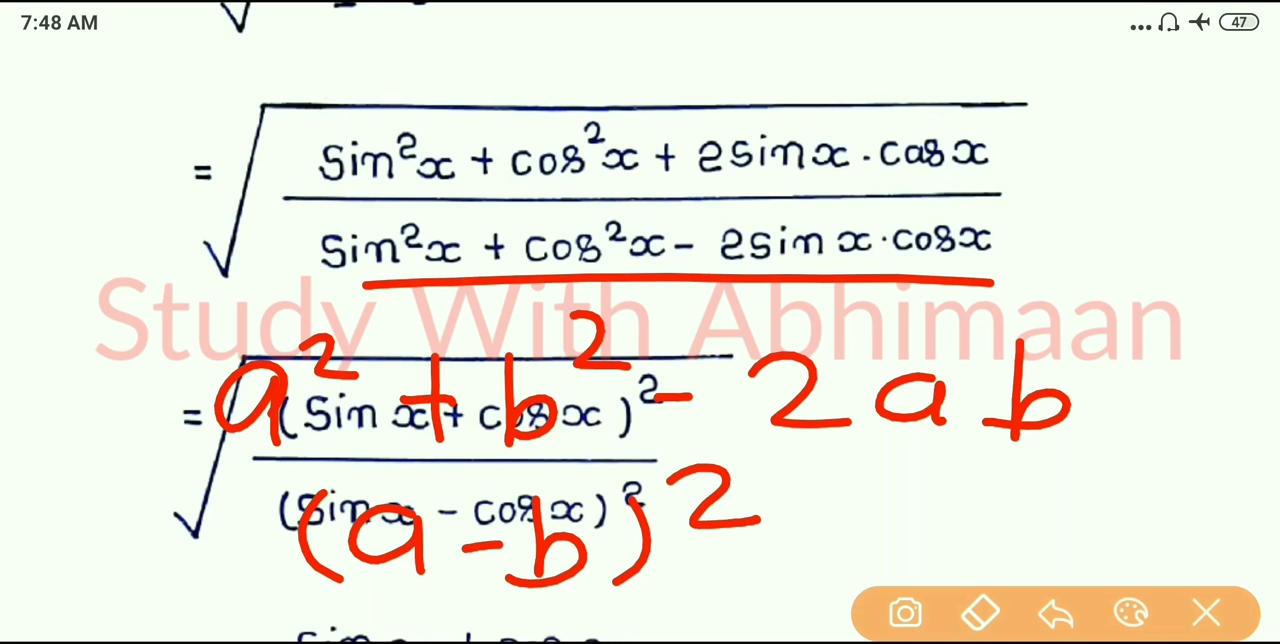 7:48 AM
47
= √ Sin²x + cos²x + 2sinx · cosx
Sin²x + cos²x - 2sinx·cosx
Study With Abhimaan
a² + b² - 2ab
= √ (Sinx + cosx)²
(Sinx - cosx)²
(a - b)²